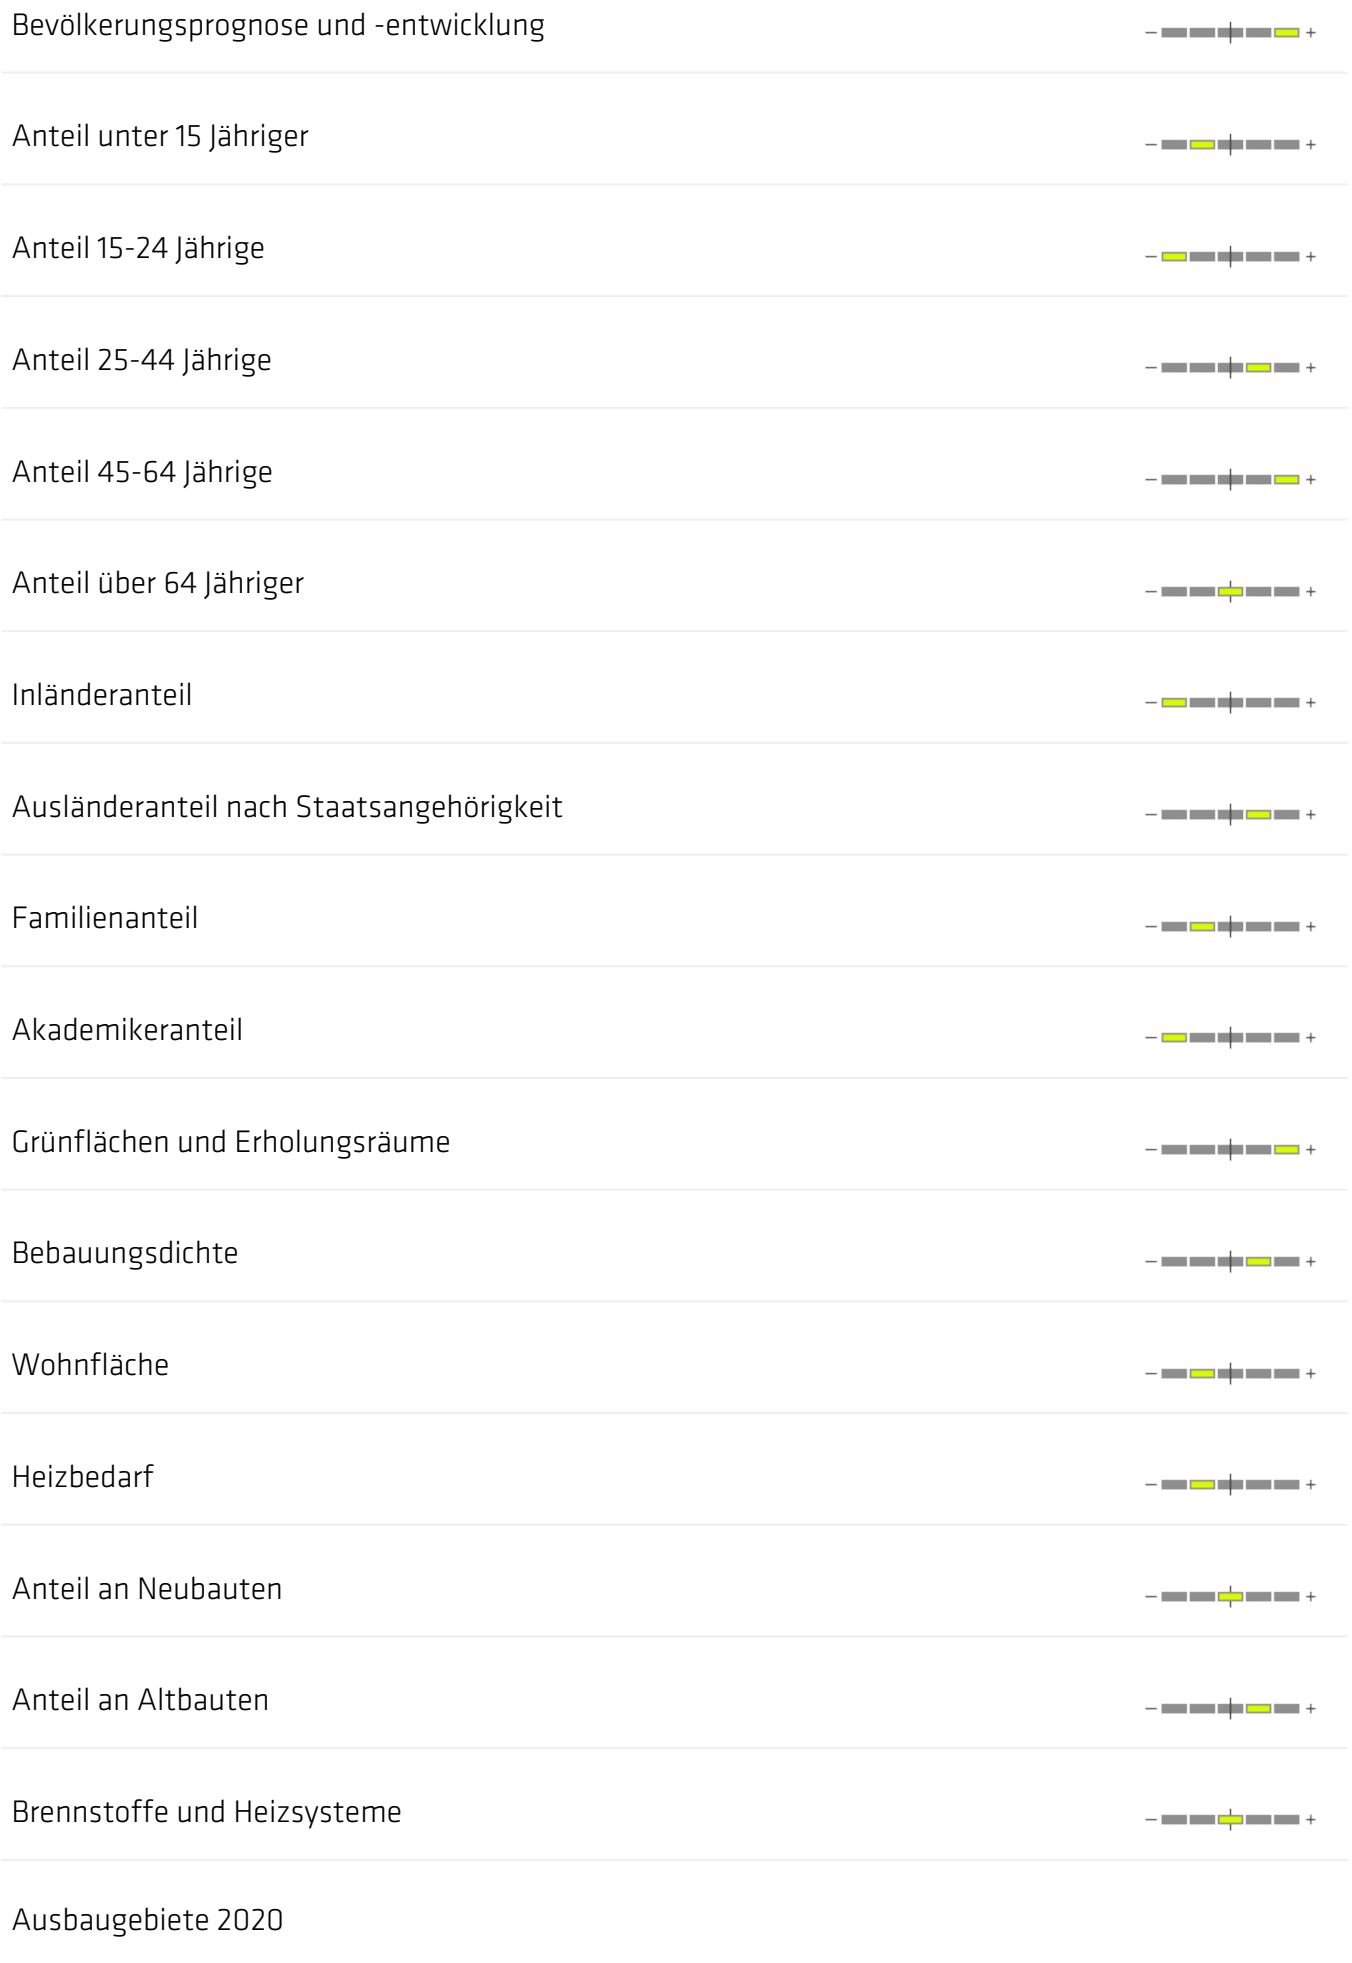 Bevölkerungsprognose und -entwicklung − +
Anteil unter 15 Jähriger − +
Anteil 15-24 Jährige − +
Anteil 25-44 Jährige − +
Anteil 45-64 Jährige − +
Anteil über 64 Jähriger − +
Inländeranteil − +
Ausländeranteil nach Staatsangehörigkeit − +
Familienanteil − +
Akademikeranteil − +
Grünflächen und Erholungsräume − +
Bebauungsdichte − +
Wohnfläche − +
Heizbedarf − +
Anteil an Neubauten − +
Anteil an Altbauten − +
Brennstoffe und Heizsysteme − +
Ausbaugebiete 2020